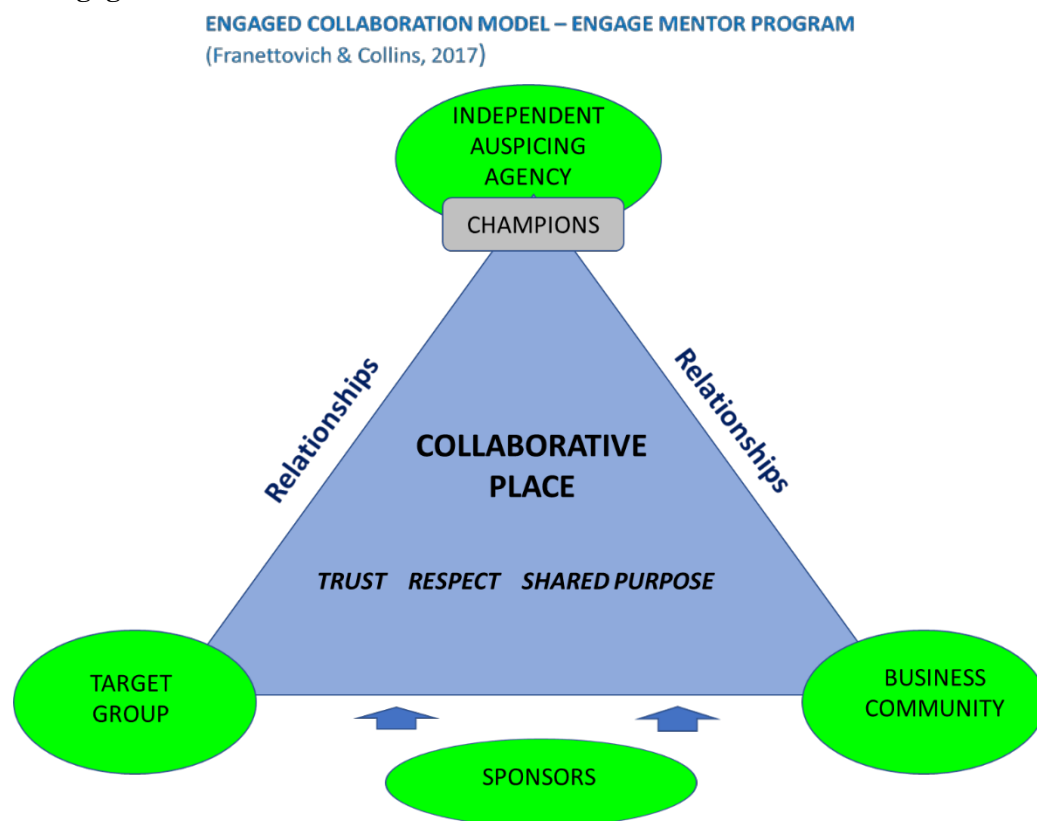 ENGAGED COLLABORATION MODEL – ENGAGE MENTOR PROGRAM
(Franettovich & Collins, 2017)
INDEPENDENT
AUSPICING
AGENCY
CHAMPIONS
Relationships
Relationships
COLLABORATIVE
PLACE
TRUST RESPECT SHARED PURPOSE
TARGET
GROUP
BUSINESS
COMMUNITY
SPONSORS